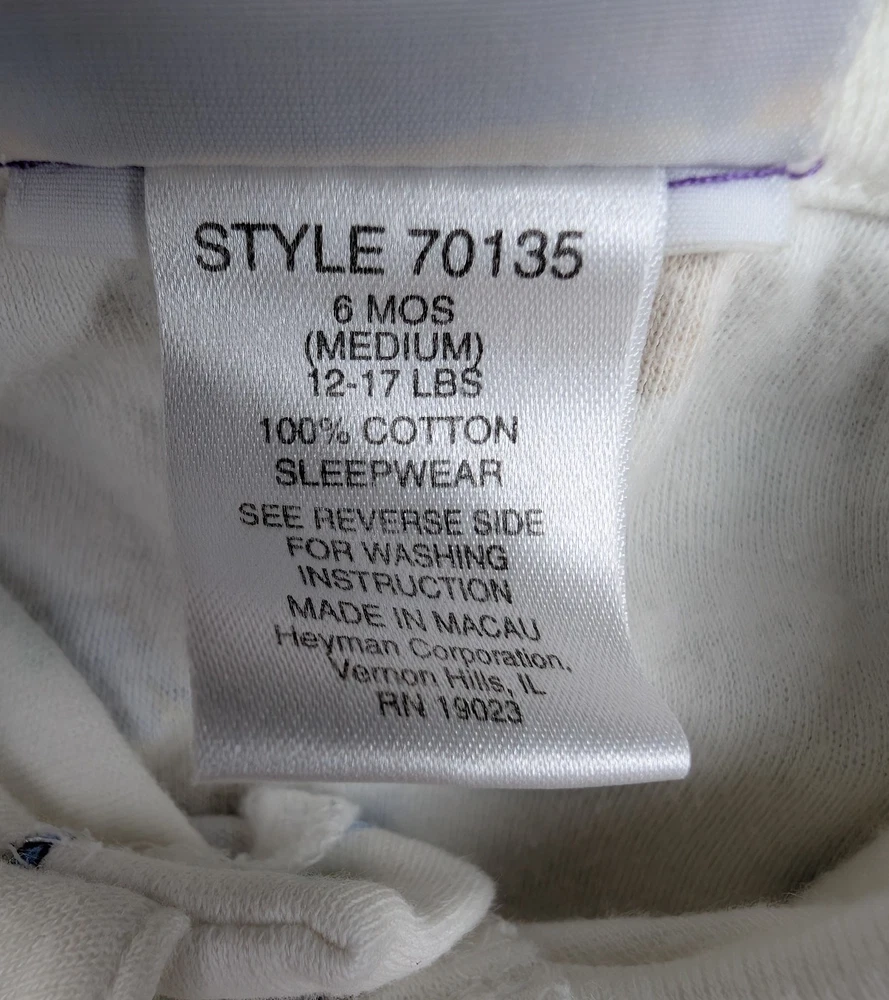 STYLE 70135
6 MOS
(MEDIUM)
12-17 LBS
100% COTTON
SLEEPWEAR
SEE REVERSE SIDE
FOR WASHING
INSTRUCTION
MADE IN MACAU
Heyman Corporation,
Vernon Hills, IL
RN 19023